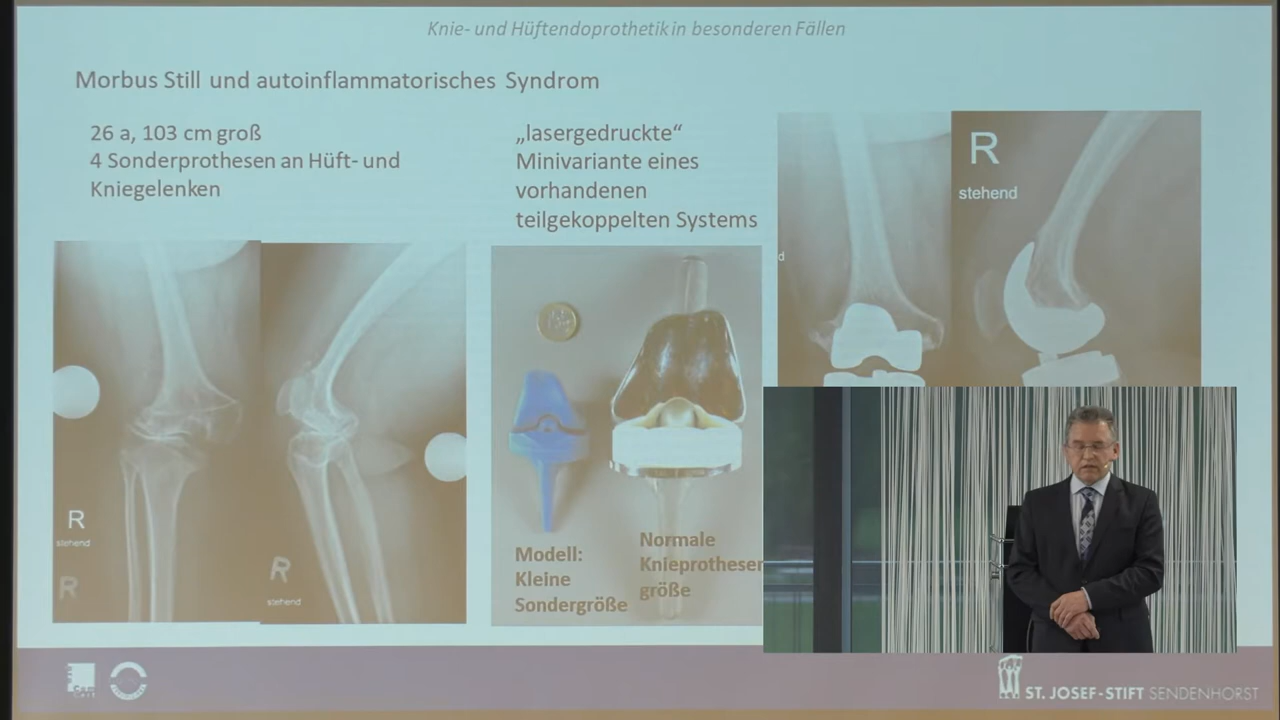 Knie- und Hüftendoprothetik in besonderen Fällen
Morbus Still und autoinflammatorisches Syndrom
26 a, 103 cm groß
4 Sonderprothesen an Hüft- und
Kniegelenken
„lasergedruckte“
Minivariante eines
vorhandenen
teilgekoppelten Systems
R
stehend
d
R
stehend
R
R
stehend
Modell:
Kleine
Sondergröße
Normale
Knieprothesen
größe
ST. JOSEF-STIFT SENDENHORST